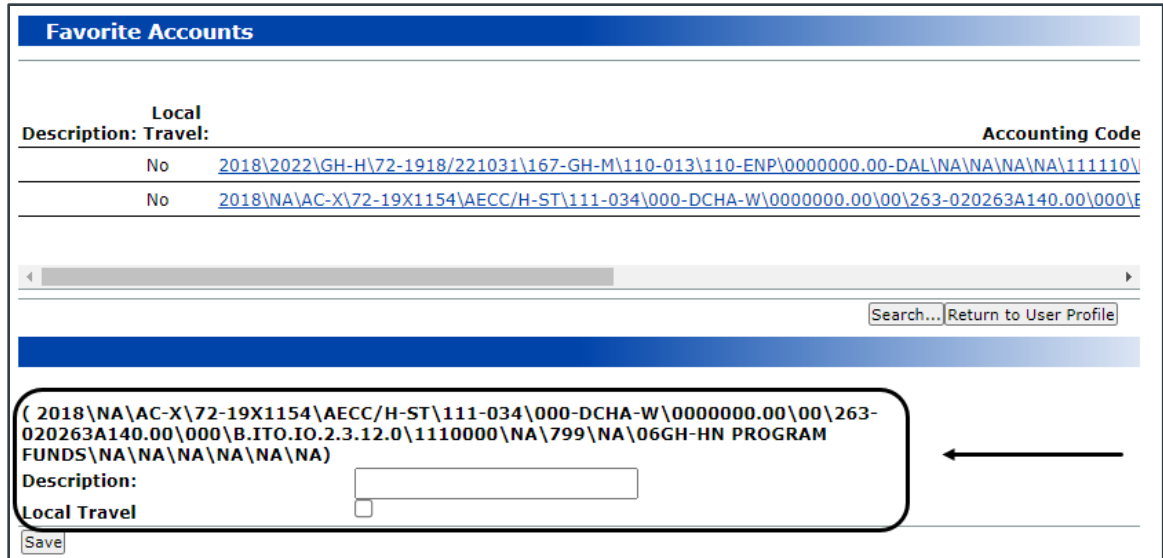 Favorite Accounts
Local
Description: Travel: Accounting Code
No 2018\2022\GH-H\72-1918/221031\167-GH-M\110-013\110-ENP\0000000.00-DAL\NA\NA\NA\NA\111110\
No 2018\NA\AC-X\72-19X1154\AECC/H-ST\111-034\000-DCHA-W\0000000.00\00\263-020263A140.00\000\
Search... Return to User Profile
( 2018\NA\AC-X\72-19X1154\AECC/H-ST\111-034\000-DCHA-W\0000000.00\00\263-
020263A140.00\000\B.ITO.IO.2.3.12.0\1110000\NA\799\NA\06GH-HN PROGRAM
FUNDS\NA\NA\NA\NA\NA\NA)
Description:
Local Travel
Save